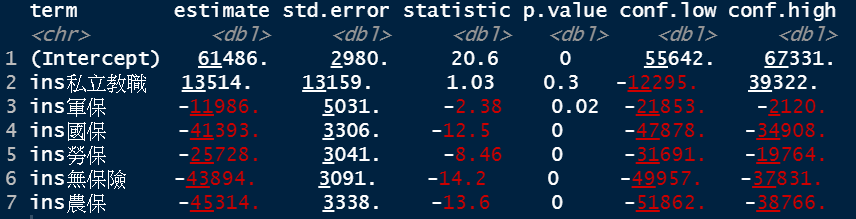 term estimate std.error statistic p.value conf.low conf.high
<chr> <dbl> <dbl> <dbl> <dbl> <dbl> <dbl>
1 (Intercept) 61486. 2980. 20.6 0 55642. 67331.
2 ins私立教職 13514. 13159. 1.03 0.3 -12295. 39322.
3 ins軍保 -11986. 5031. -2.38 0.02 -21853. -2120.
4 ins國保 -41393. 3306. -12.5 0 -47878. -34908.
5 ins勞保 -25728. 3041. -8.46 0 -31691. -19764.
6 ins無保險 -43894. 3091. -14.2 0 -49957. -37831.
7 ins農保 -45314. 3338. -13.6 0 -51862. -38766.